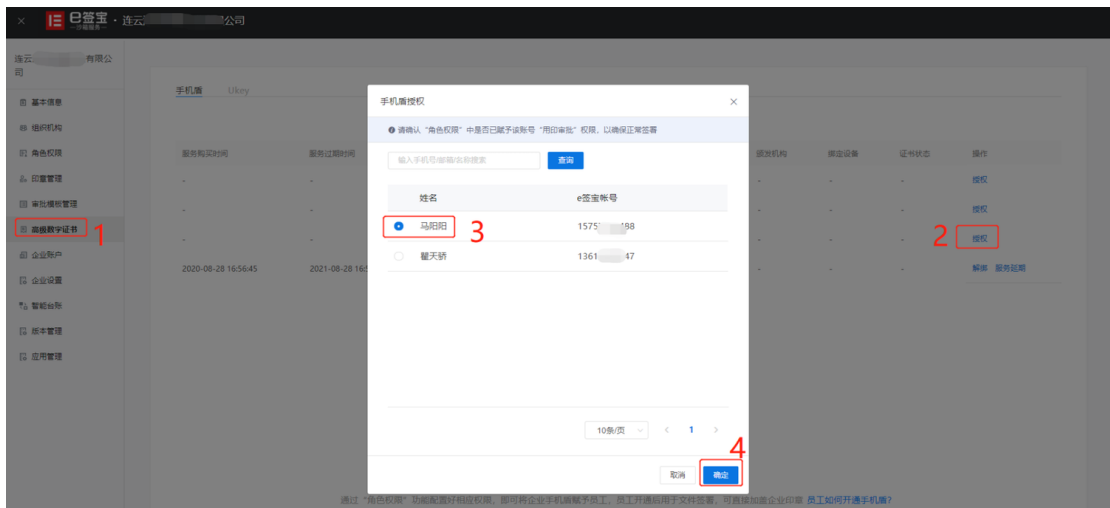 × e签宝 · 连云 公司
沙箱服务
连云 有限公
司
基本信息
组织机构
角色权限
印章管理
审批模板管理
高级数字证书 1
企业账户
企业设置
智能台账
版本管理
应用管理
手机盾 Ukey
服务购买时间 服务过期时间 颁发机构 绑定设备 证书状态 操作
- - - - - 授权
- - - - - 授权
- - - - - 2 授权
2020-08-28 16:56:45 2021-08-28 16:5 - - - 解绑 服务延期
手机盾授权 ×
请确认“角色权限”中是否已赋予该账号“用印审批”权限，以确保正常签署
输入手机号/邮箱/名称搜索 查询
姓名 e签宝帐号
马阳阳 3 1575 88
瞿天骄 1361 47
10条/页 < 1 >
4
取消 确定
通过“角色权限”功能配置好相应权限，即可将企业手机盾赋予员工，员工开通后用于文件签署，可直接加盖企业印章 员工如何开通手机盾?